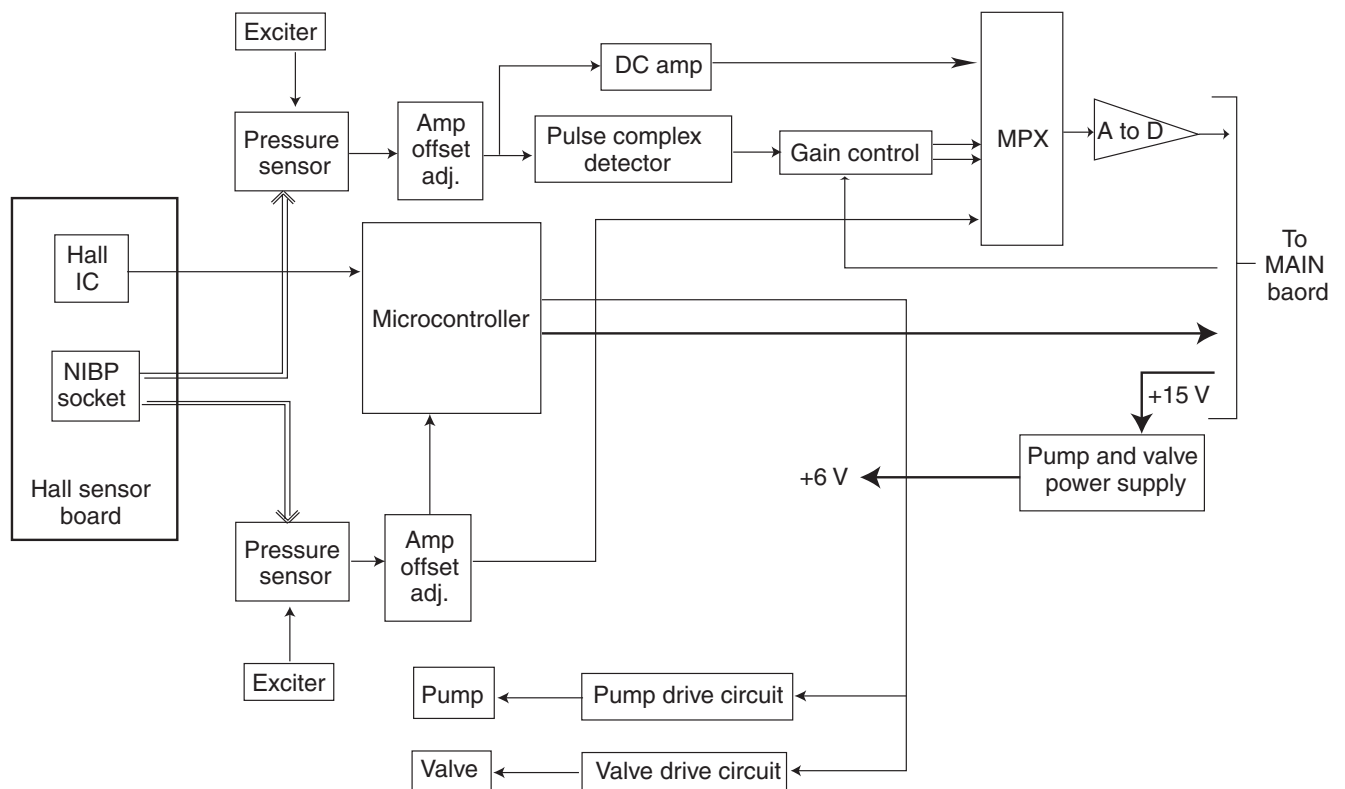 Exciter
DC amp
Pressure
sensor
Amp
offset
adj.
Pulse complex
detector
Gain control
MPX
A to D
Hall
IC
Microcontroller
To
MAIN
baord
NIBP
socket
+15 V
Pump and valve
power supply
+6 V
Hall sensor
board
Pressure
sensor
Amp
offset
adj.
Exciter
Pump
Pump drive circuit
Valve
Valve drive circuit